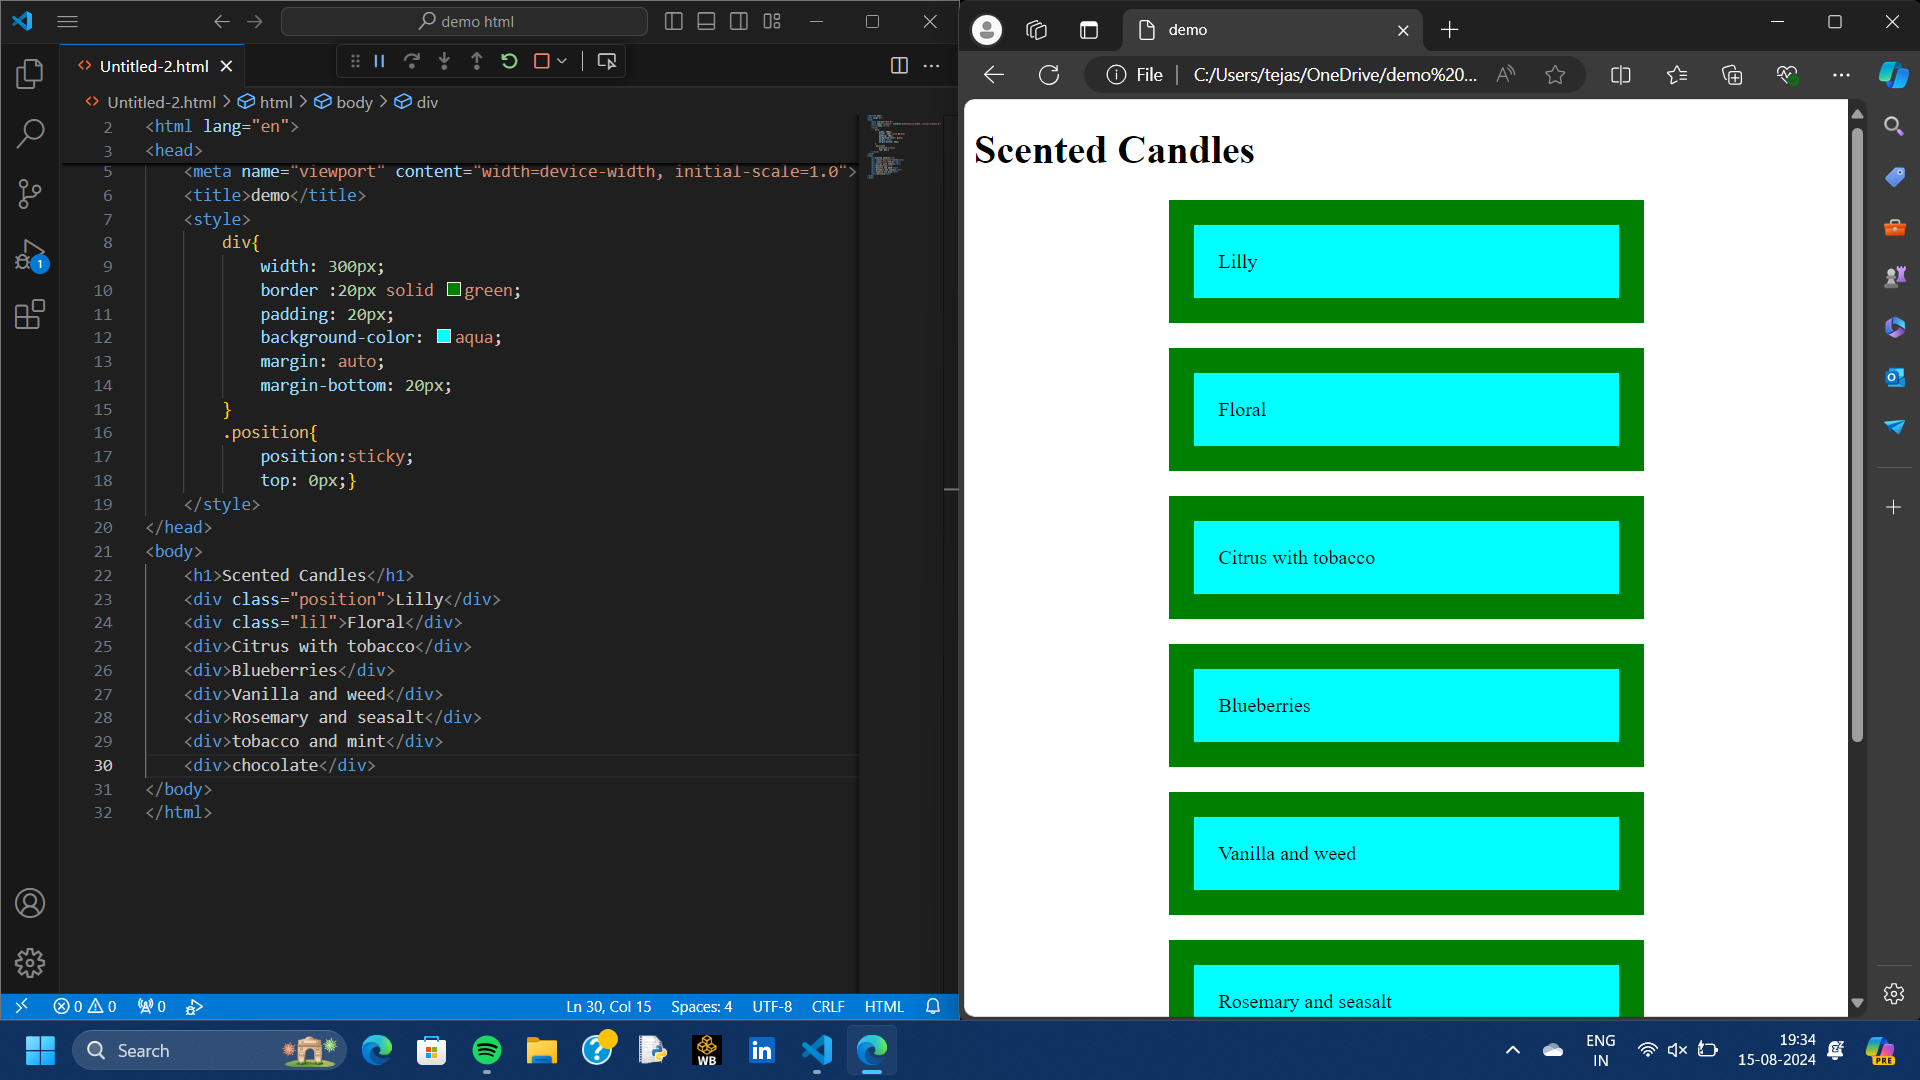 demo html
Untitled-2.html
Untitled-2.html > html > body > div
2 <html lang="en">
3 <head>
5 <meta name="viewport" content="width=device-width, initial-scale=1.0">
6 <title>demo</title>
7 <style>
8 div{
9 width: 300px;
10 border :20px solid green;
11 padding: 20px;
12 background-color: aqua;
13 margin: auto;
14 margin-bottom: 20px;
15 }
16 .position{
17 position:sticky;
18 top: 0px;}
19 </style>
20 </head>
21 <body>
22 <h1>Scented Candles</h1>
23 <div class="position">Lilly</div>
24 <div class="lil">Floral</div>
25 <div>Citrus with tobacco</div>
26 <div>Blueberries</div>
27 <div>Vanilla and weed</div>
28 <div>Rosemary and seasalt</div>
29 <div>tobacco and mint</div>
30 <div>chocolate</div>
31 </body>
32 </html>
1
0 0 0
Ln 30, Col 15 Spaces: 4 UTF-8 CRLF HTML
demo
File C:/Users/tejas/OneDrive/demo%20...
Scented Candles
Lilly
Floral
Citrus with tobacco
Blueberries
Vanilla and weed
Rosemary and seasalt
Search
WB
in
ENG
IN
19:34
15-08-2024
PRE